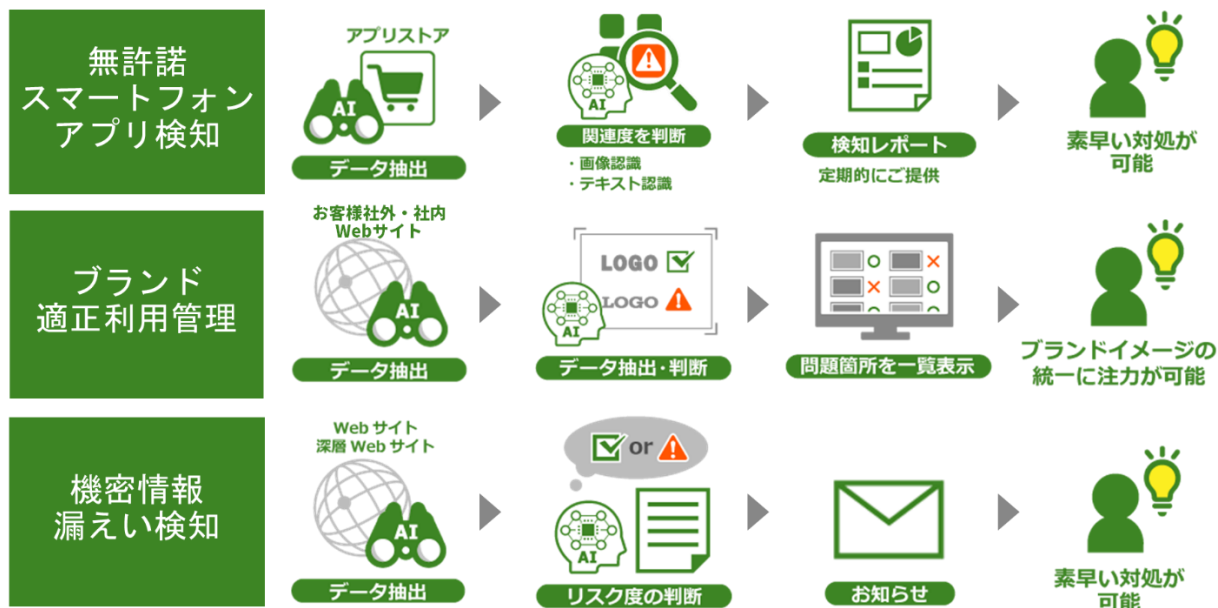 無許諾
スマートフォン
アプリ検知
アプリストア
AI
データ抽出
AI
関連度を判断
・画像認識
・テキスト認識
検知レポート
定期的にご提供
素早い対処が
可能
ブランド
適正利用管理
お客様社外・社内
Webサイト
AI
データ抽出
LOGO
LOGO
AI
データ抽出・判断
問題箇所を一覧表示
ブランドイメージの
統一に注力が可能
機密情報
漏えい検知
Web サイト
深層 Web サイト
AI
データ抽出
or
AI
リスク度の判断
お知らせ
素早い対処が
可能